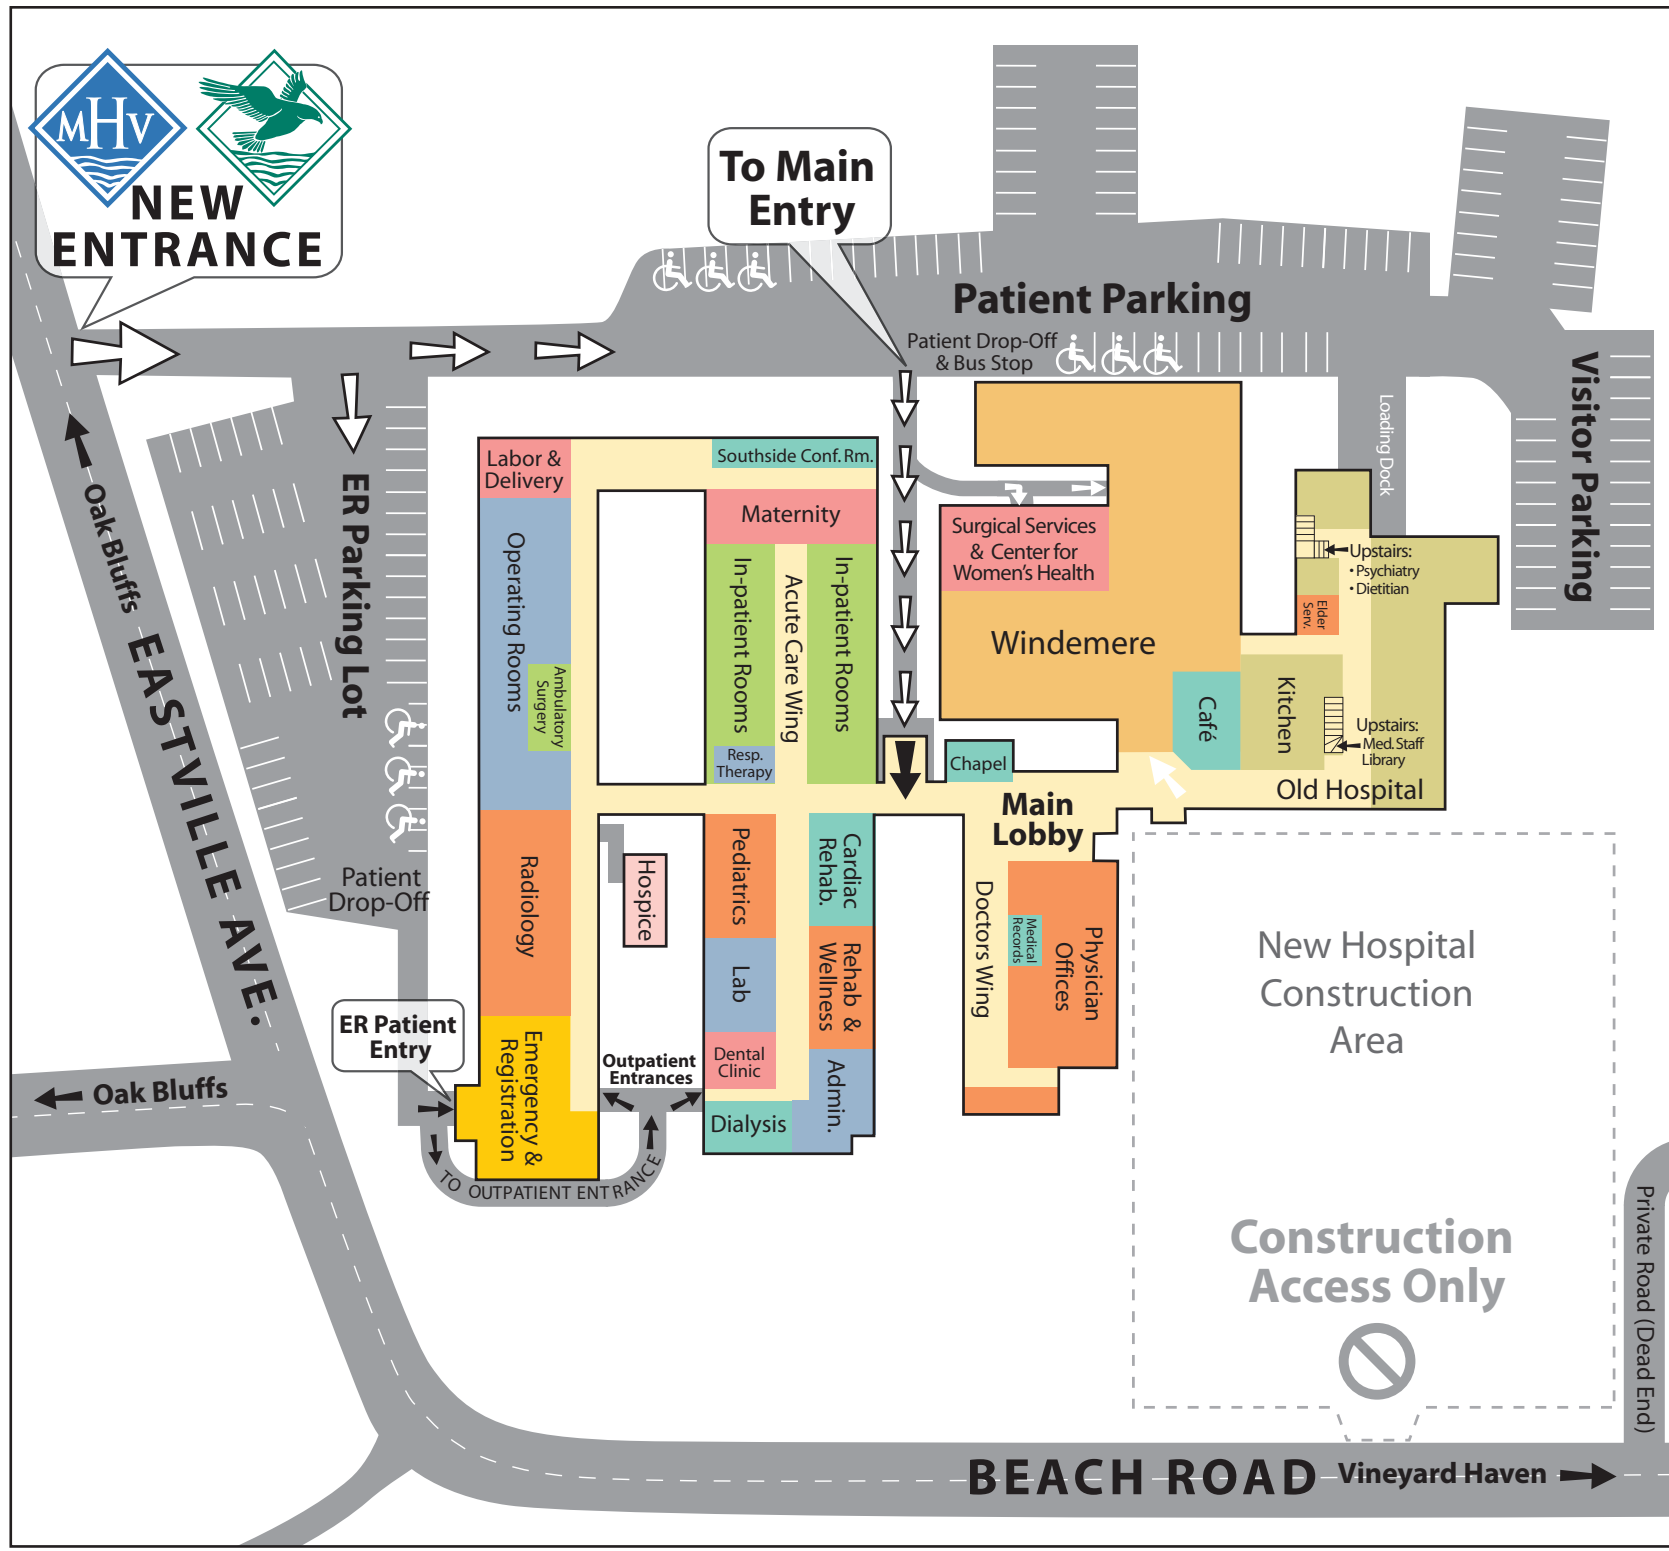 MHV
NEW
ENTRANCE
To Main
Entry
Patient Parking
Patient Drop-Off
& Bus Stop
Visitor Parking
Loading Dock
ER Parking Lot
Oak Bluffs
EASTVILLE AVE.
Labor &
Delivery
Southside Conf. Rm.
Maternity
Operating Rooms
Ambulatory
Surgery
In-patient Rooms
Acute Care Wing
In-patient Rooms
Resp.
Therapy
Surgical Services
& Center for
Women's Health
Windemere
Upstairs:
• Psychiatry
• Dietitian
Elder
Serv.
Café
Kitchen
Upstairs:
Med. Staff
Library
Old Hospital
Chapel
Main
Lobby
Patient
Drop-Off
Radiology
Hospice
Pediatrics
Cardiac
Rehab.
Lab
Rehab &
Wellness
Doctors Wing
Medical
Records
Physician
Offices
New Hospital
Construction
Area
ER Patient
Entry
Emergency &
Registration
Outpatient
Entrances
Dental
Clinic
Admin.
Dialysis
Oak Bluffs
TO OUTPATIENT ENTRANCE
Construction
Access Only
Private Road (Dead End)
BEACH ROAD
Vineyard Haven